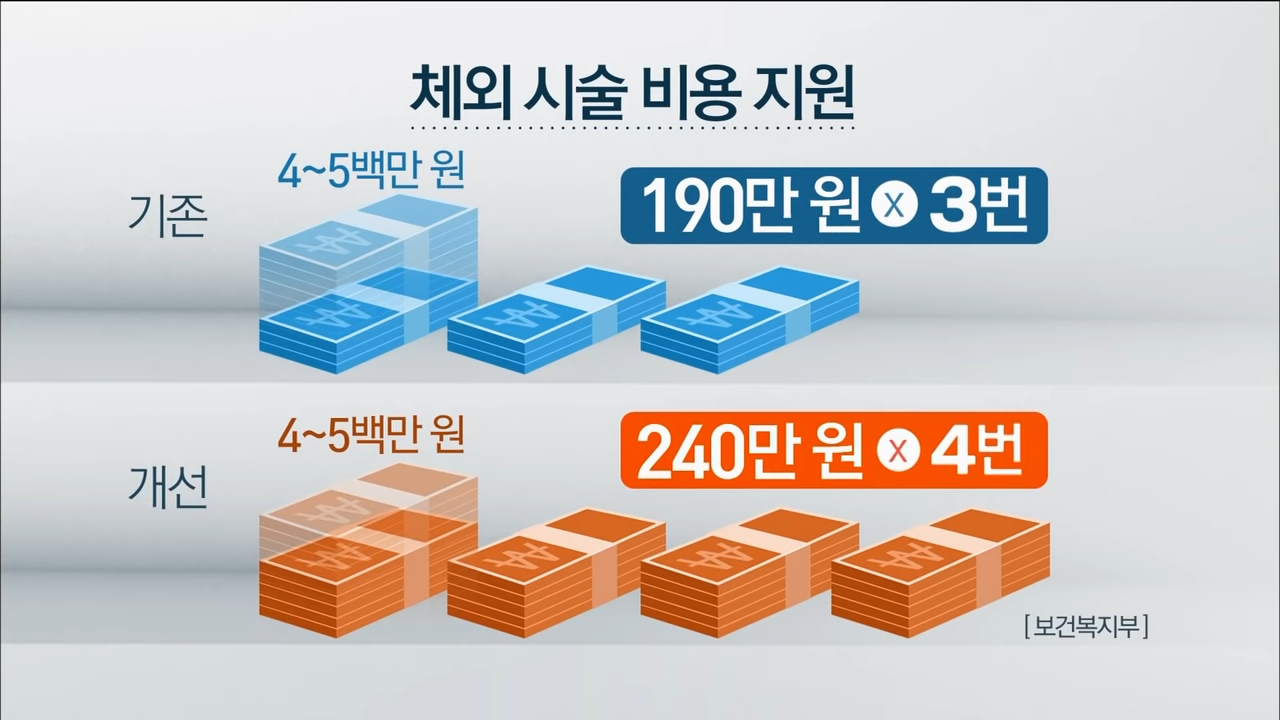 체외 시술 비용 지원
기존
4~5백만 원
190만 원 x 3번
개선
4~5백만 원
240만 원 x 4번
[보건복지부]